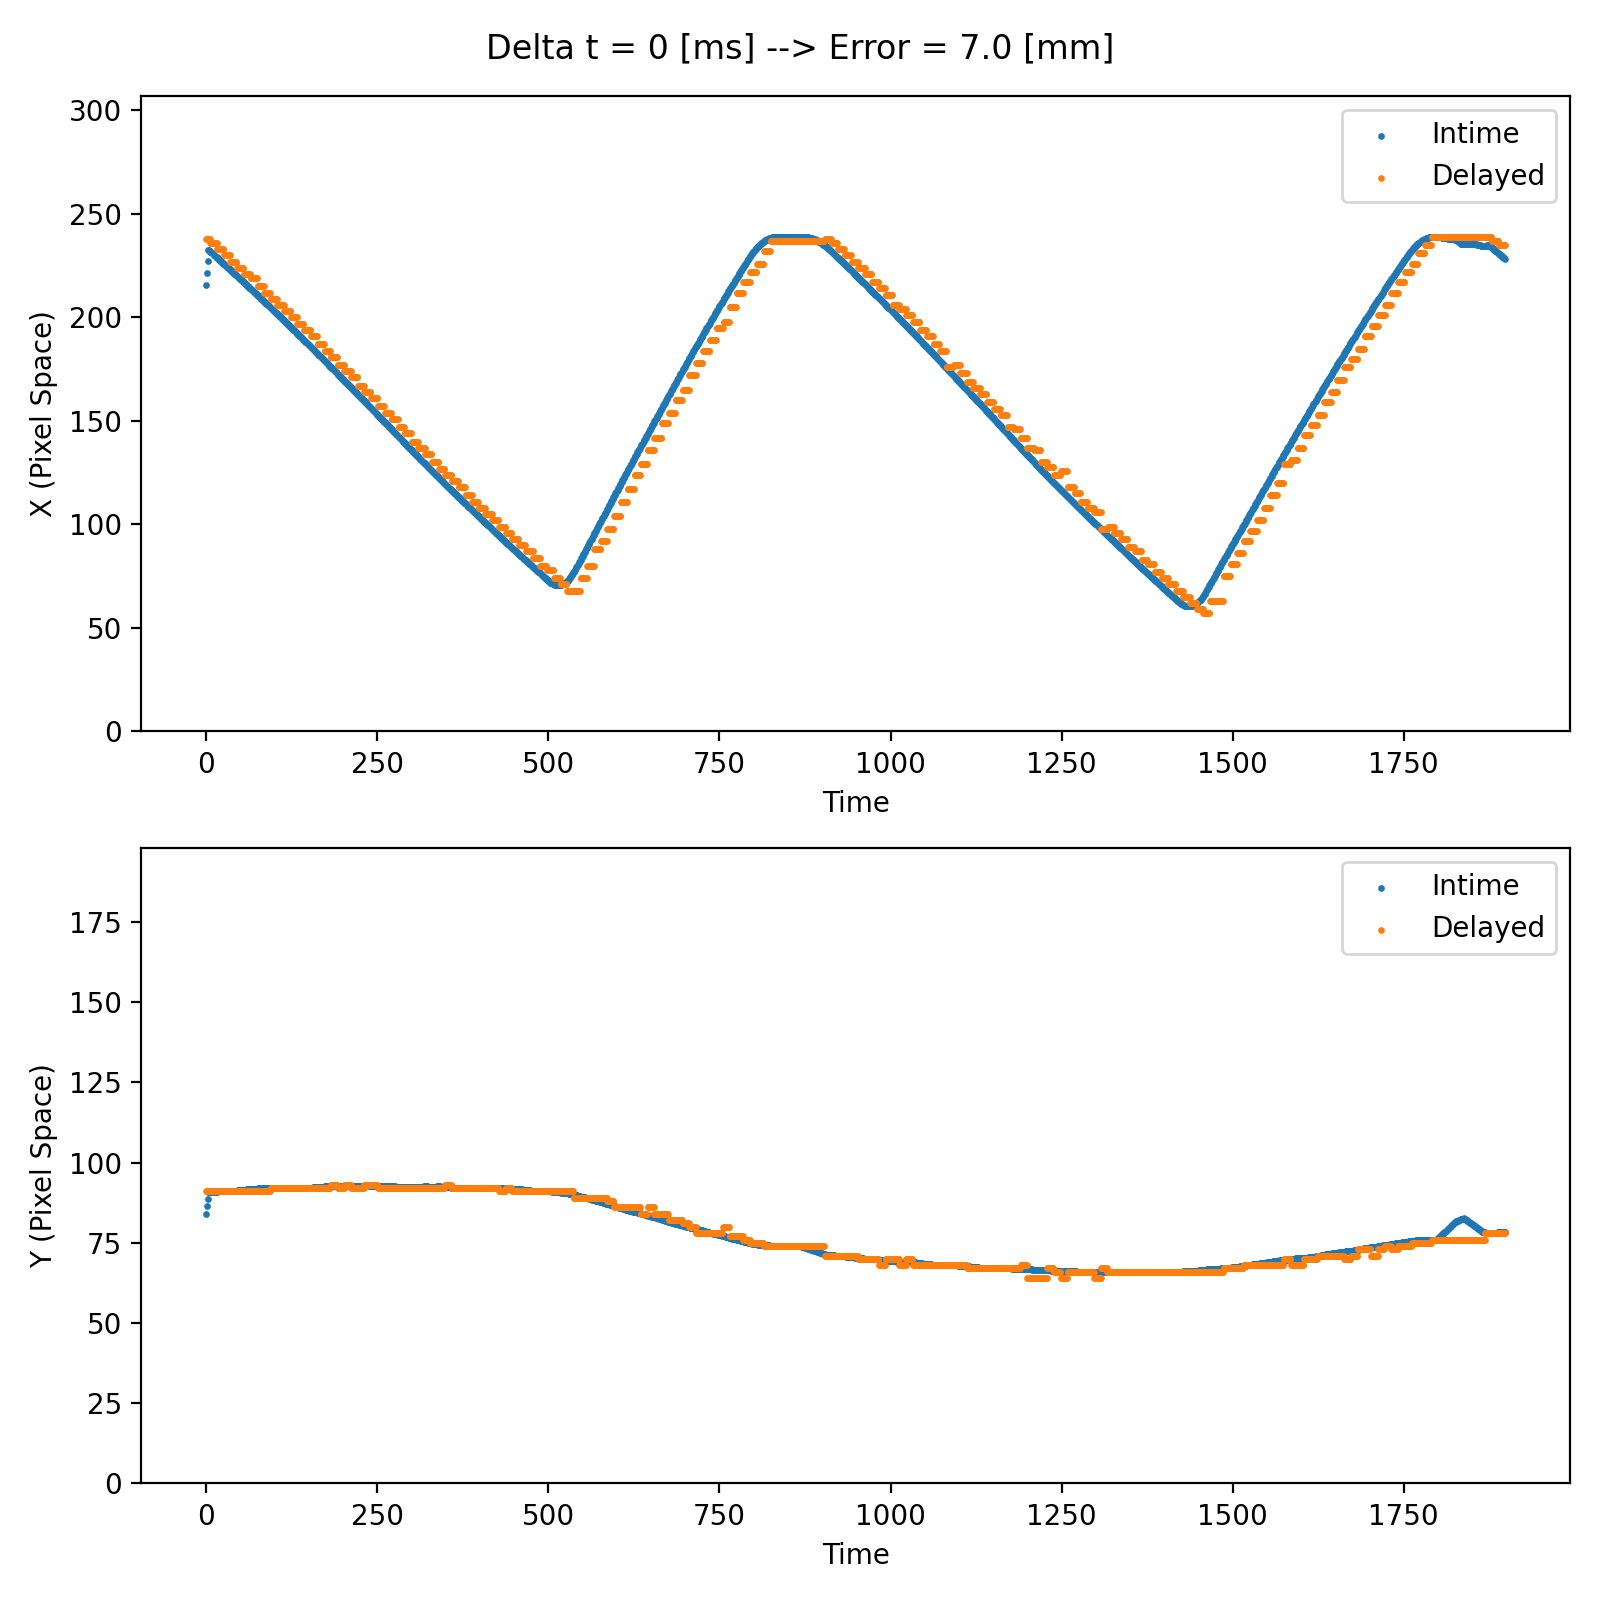 Delta t = 0 [ms] --> Error = 7.0 [mm]
300
250
200
150
100
50
0
X (Pixel Space)
Intime
Delayed
0 250 500 750 1000 1250 1500 1750
Time
175
150
125
100
75
50
25
0
Y (Pixel Space)
Intime
Delayed
0 250 500 750 1000 1250 1500 1750
Time